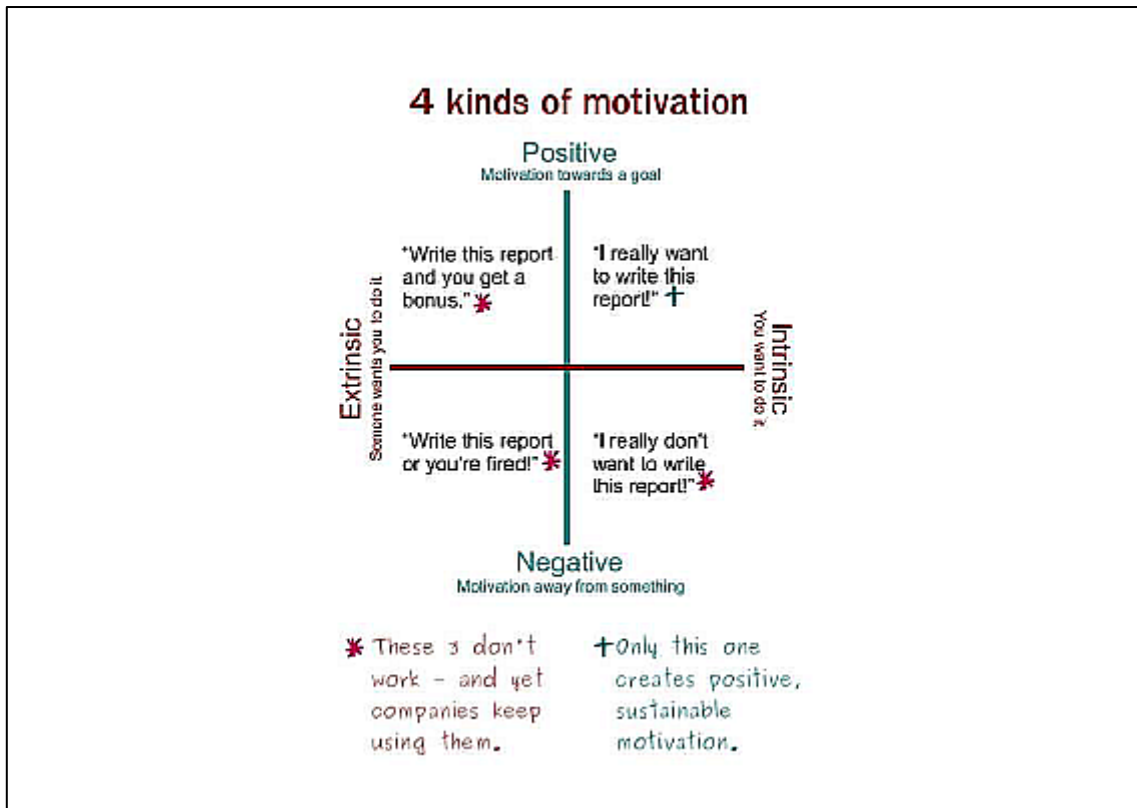 4 kinds of motivation
Positive
Motivation towards a goal
"Write this report
and you get a
bonus." *
"I really want
to write this
report!" +
Extrinsic
Someone wants you to do it
Intrinsic
You want to do it
"Write this report
or you're fired!" *
"I really don't
want to write
this report!" *
Negative
Motivation away from something
* These 3 don't
work - and yet
companies keep
using them.
+ Only this one
creates positive,
sustainable
motivation.